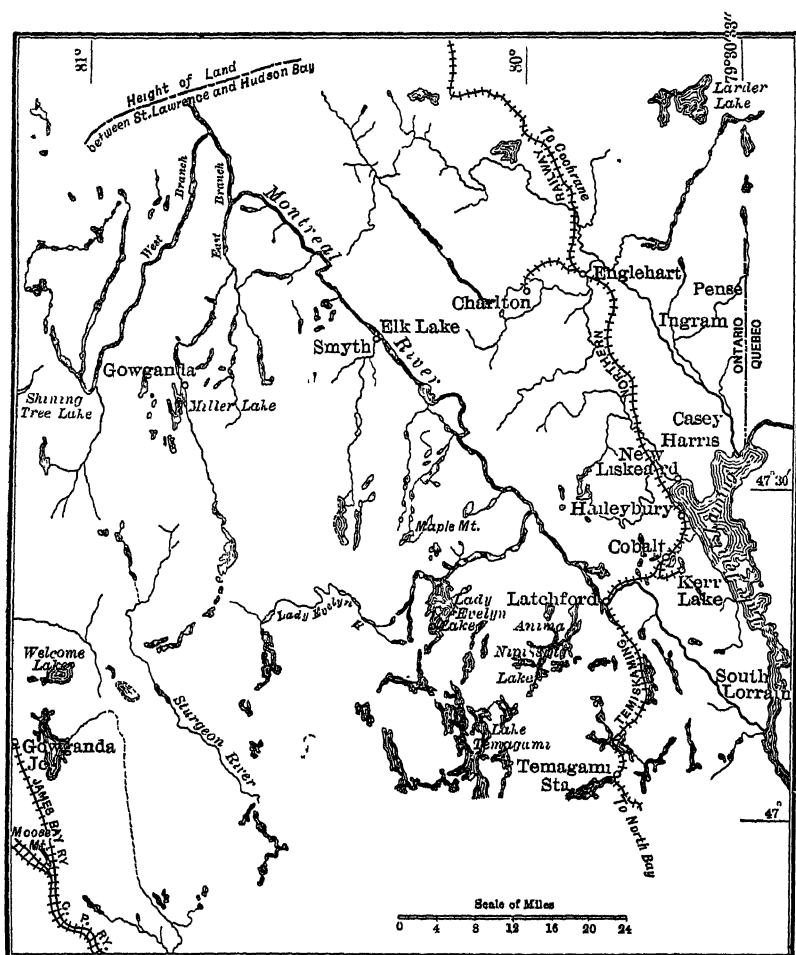 81°
80°
79°30'33"
Height of Land
between St. Lawrence and Hudson Bay
Larder
Lake
To Cochrane
RAILWAY
West Branch
East Branch
Montreal
River
Englehart
Pense
Charlton
Ingram
Elk Lake
Smyth
ONTARIO
QUEBEC
NORTHERN
Gowganda
Miller Lake
Shining
Tree Lake
Casey
Harris
New
Liskeard
47°30'
Haileybury
Maple Mt.
Cobalt
Kerr
Lake
Latchford
Lady
Evelyn
Lake
Lady Evelyn R
Anima
Nipissing
Lake
TEMISKAMING
Welcome
Lake
South
Lorrain
Sturgeon River
Lake
Temagami
Gowganda
Jc.
Temagami
Sta.
JAMES BAY RY
Moose
Mt.
47°
To North Bay
C. P. RY.
Scale of Miles
0 4 8 12 16 20 24